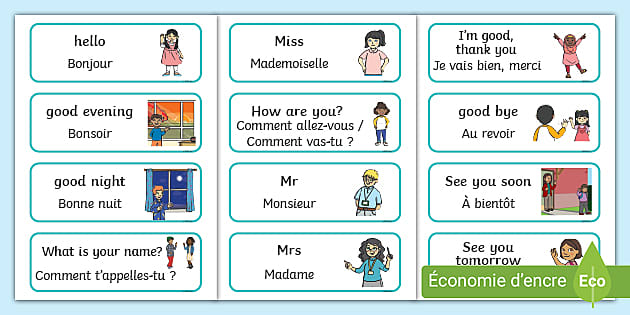 hello
Bonjour
good evening
Bonsoir
good night
Bonne nuit
What is your name?
Comment t'appelles-tu ?
Miss
Mademoiselle
How are you?
Comment allez-vous /
Comment vas-tu ?
Mr
Monsieur
Mrs
Madame
I'm good,
thank you
Je vais bien, merci
good bye
Au revoir
See you soon
À bientôt
See you
tomorrow
Économie d'encre
Eco